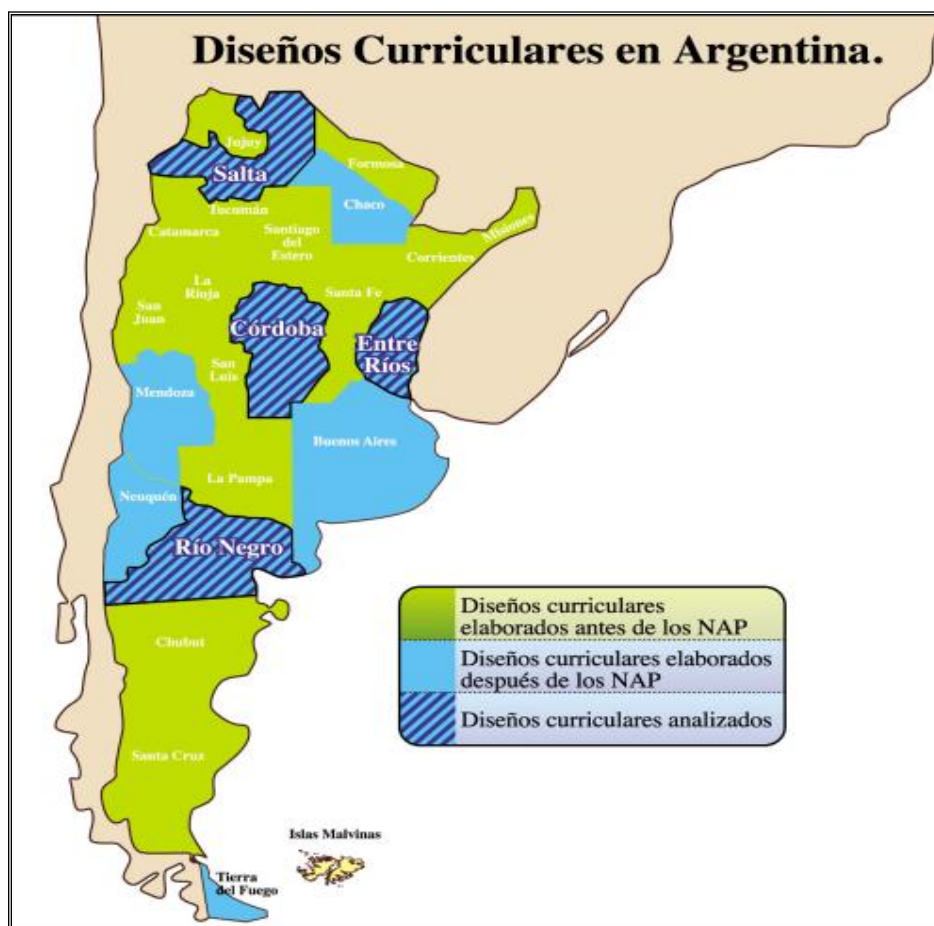 Diseños Curriculares en Argentina.
Jujuy
Salta
Formosa
Chaco
Tucumán
Catamarca
Santiago
del
Estero
Misiones
Corrientes
La
Rioja
Santa Fe
San
Juan
Córdoba
Entre
Ríos
San
Luis
Mendoza
Buenos Aires
La Pampa
Neuquén
Río Negro
Diseños curriculares
elaborados antes de los NAP
Diseños curriculares elaborados
después de los NAP
Diseños curriculares analizados
Chubut
Santa Cruz
Islas Malvinas
Tierra
del Fuego